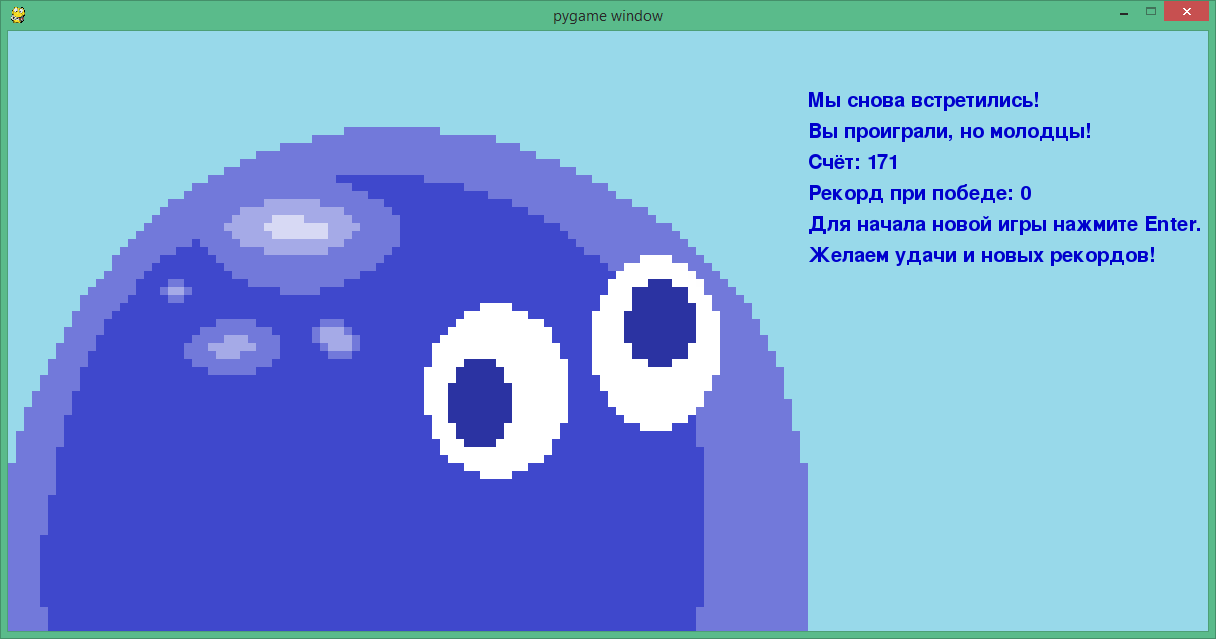 pygame window
Мы снова встретились!
Вы проиграли, но молодцы!
Счёт: 171
Рекорд при победе: 0
Для начала новой игры нажмите Enter.
Желаем удачи и новых рекордов!